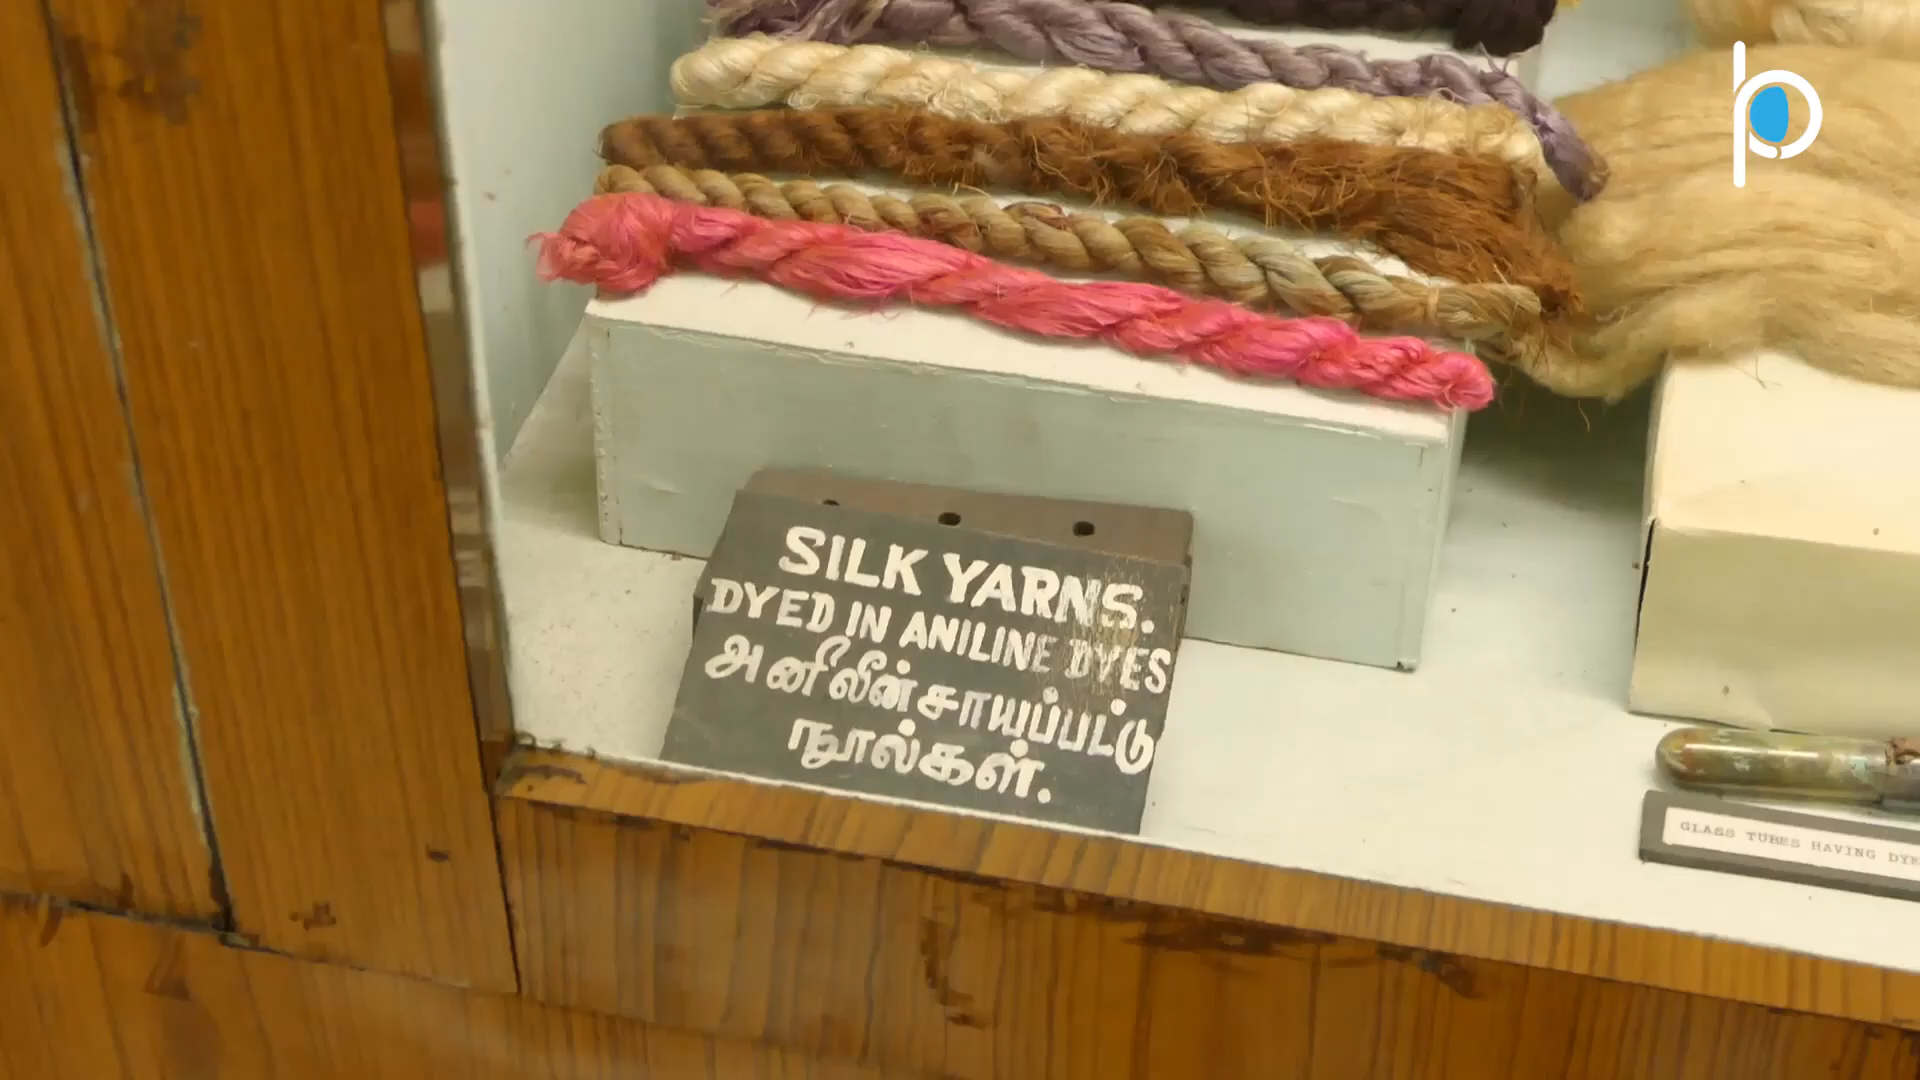 SILK YARNS.
DYED IN ANILINE DYES
அனிலீன் சாயப்பட்டு
நூல்கள்.
GLASS TUBES HAVING DYE